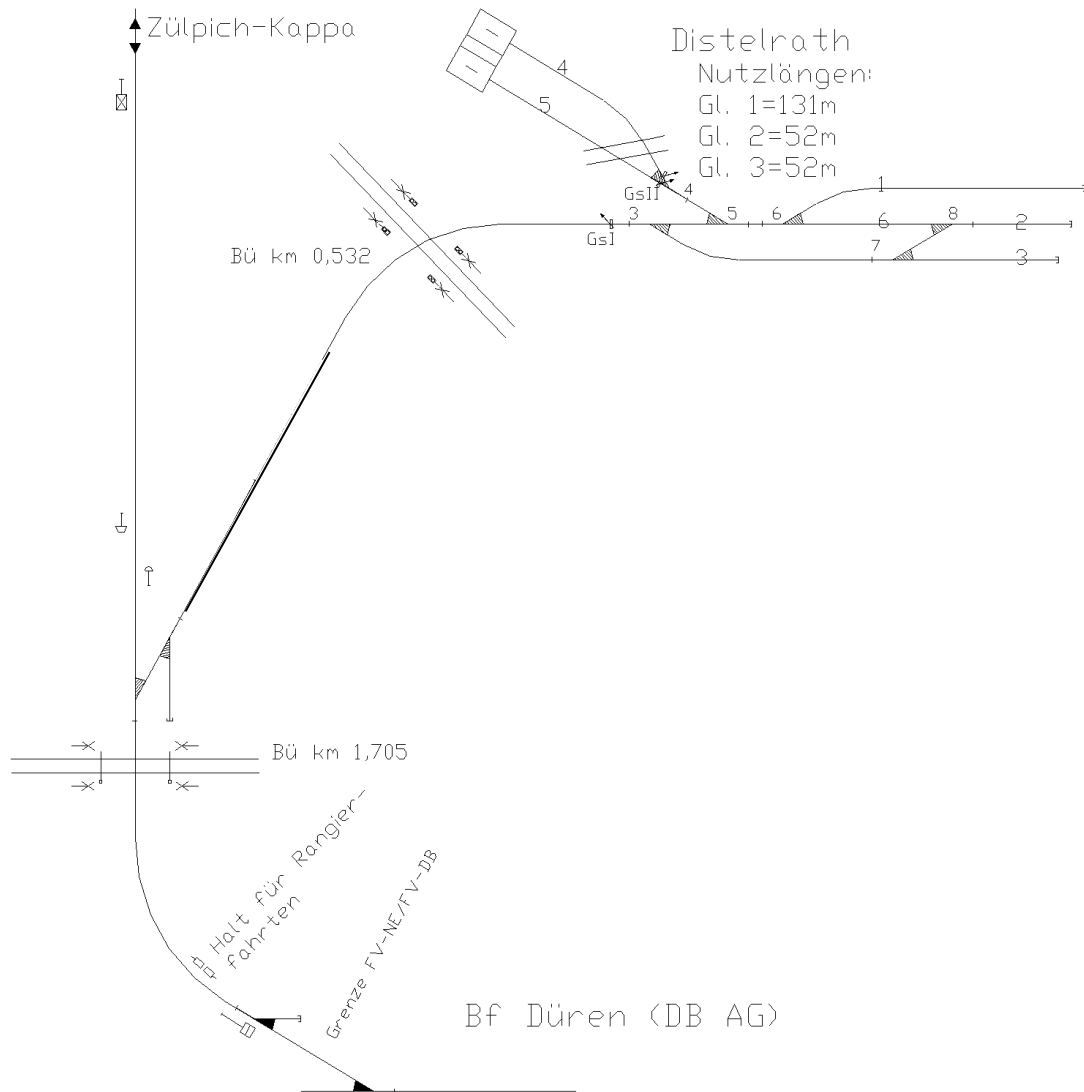 Zülpich-Kappa
Distelrath
Nutzlängen:
Gl. 1=131m
Gl. 2=52m
Gl. 3=52m
4
5
GsII
4
1
3
5
6
6
8
2
GsI
7
3
Bü km 0,532
Bü km 1,705
Halt für Rangier-
fahrten
Grenze FV-NE/FV-DB
Bf Düren (DB AG)